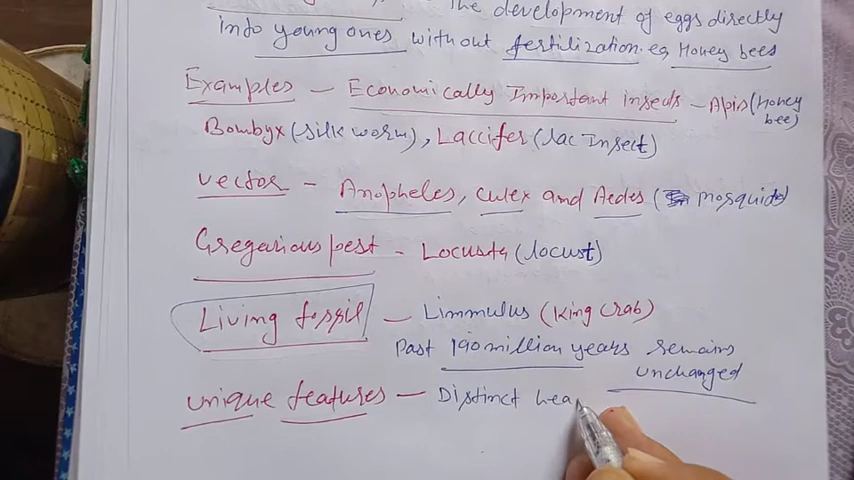 The development of eggs directly
into young ones without fertilization. eg Honey bees
Examples - Economically Important insects - Apis (Honey bee)
Bombyx (silk worm), Laccifer (Lac Insect)
vector - Anopheles, Culex and Aedes (mosquito)
Gregarious pest - Locusta (locust)
Living fossil - Limmulus (King Crab)
Past 190 million years remains
unchanged
unique features - Distinct hea